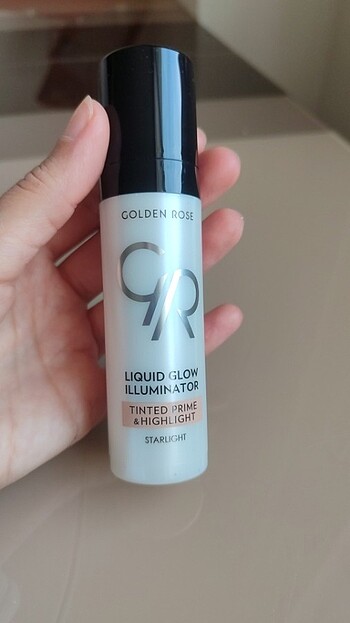 GOLDEN ROSE
GR
LIQUID GLOW
ILLUMINATOR
TINTED PRIME
& HIGHLIGHT
STARLIGHT